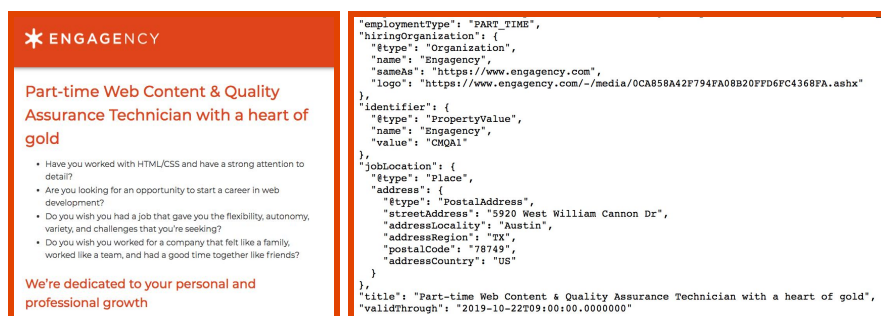 ENGAGENCY
Part-time Web Content & Quality
Assurance Technician with a heart of
gold
• Have you worked with HTML/CSS and have a strong attention to
detail?
• Are you looking for an opportunity to start a career in web
development?
• Do you wish you had a job that gave you the flexibility, autonomy,
variety, and challenges that you're seeking?
• Do you wish you worked for a company that felt like a family,
worked like a team, and had a good time together like friends?
We're dedicated to your personal and
professional growth
"employmentType": "PART_TIME",
"hiringOrganization": {
"@type": "Organization",
"name": "Engagency",
"sameAs": "https://www.engagency.com",
"logo": "https://www.engagency.com/-/media/0CA858A42F794FA08B20FFD6FC4368FA.ashx"
},
"identifier": {
"@type": "PropertyValue",
"name": "Engagency",
"value": "CMQA1"
},
"jobLocation": {
"@type": "Place",
"address": {
"@type": "PostalAddress",
"streetAddress": "5920 West William Cannon Dr",
"addressLocality": "Austin",
"addressRegion": "TX",
"postalCode": "78749",
"addressCountry": "US"
}
},
"title": "Part-time Web Content & Quality Assurance Technician with a heart of gold",
"validThrough": "2019-10-22T09:00:00.0000000"